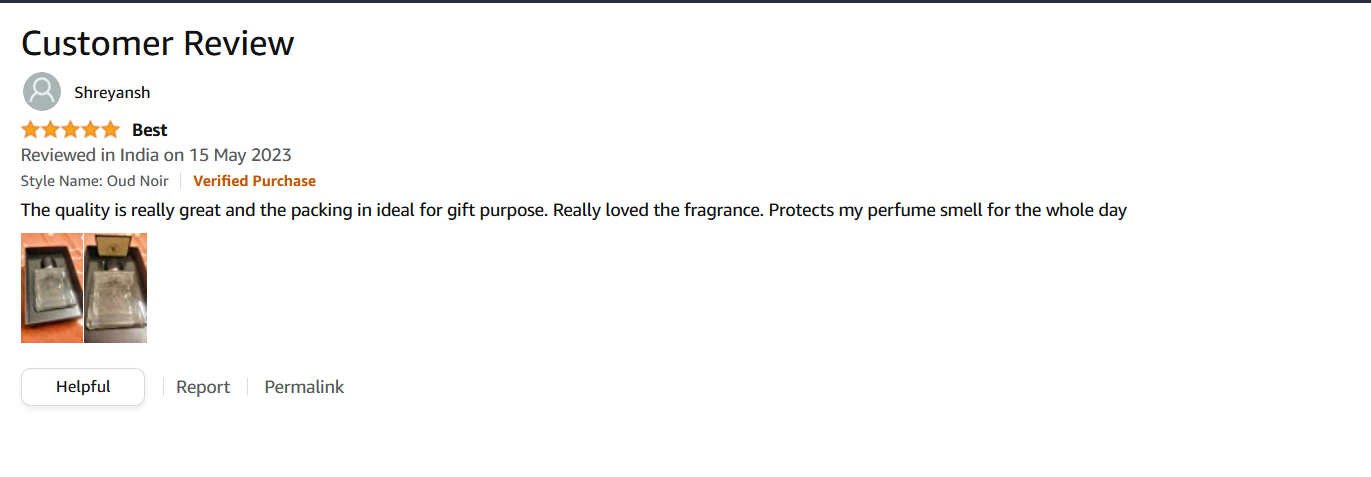 Customer Review
Shreyansh
Best
Reviewed in India on 15 May 2023
Style Name: Oud Noir Verified Purchase
The quality is really great and the packing in ideal for gift purpose. Really loved the fragrance. Protects my perfume smell for the whole day
Helpful Report Permalink